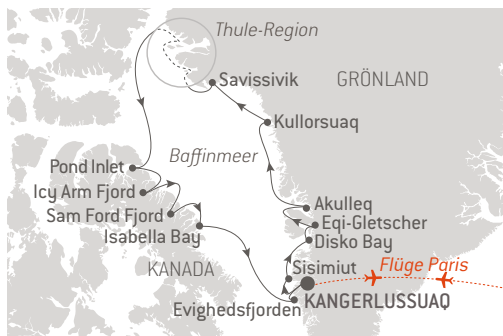 Thule-Region
Savissivik
GRÖNLAND
Kullorsuaq
Baffinmeer
Pond Inlet
Icy Arm Fjord
Sam Ford Fjord
Isabella Bay
Akulleq
Eqi-Gletscher
Disko Bay
KANADA
Sisimiut
Flüge Paris
KANGERLUSSUAQ
Evighedsfjorden